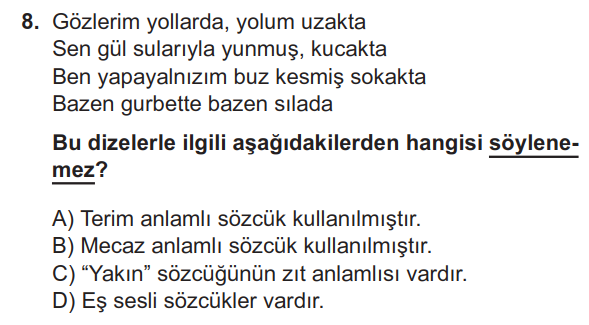 8. Gözlerim yollarda, yolum uzakta
Sen gül sularıyla yunmuş, kucakta
Ben yapayalnızım buz kesmiş sokakta
Bazen gurbette bazen sılada
Bu dizelerle ilgili aşağıdakilerden hangisi söylene-
mez?
A) Terim anlamlı sözcük kullanılmıştır.
B) Mecaz anlamlı sözcük kullanılmıştır.
C) “Yakın” sözcüğünün zıt anlamlısı vardır.
D) Eş sesli sözcükler vardır.